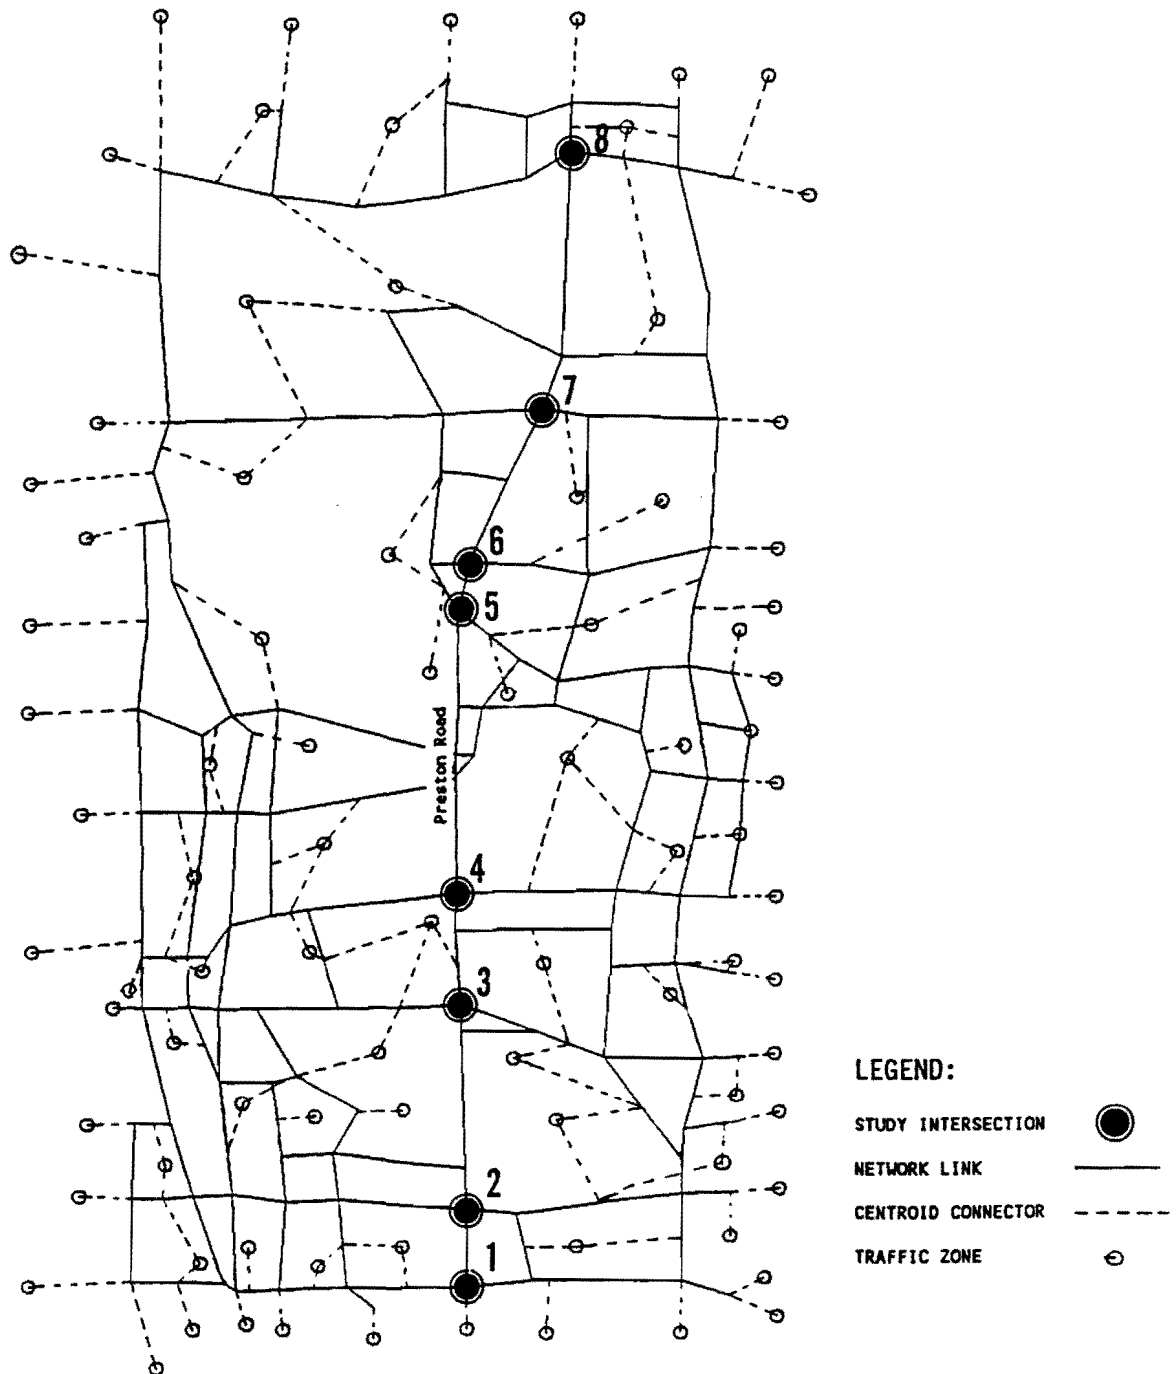 8
7
6
5
Preston Road
4
3
2
1
LEGEND:
STUDY INTERSECTION
NETWORK LINK
CENTROID CONNECTOR
TRAFFIC ZONE